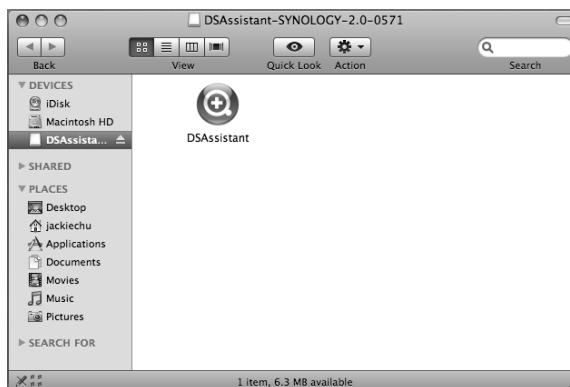 DSAssistant-SYNOLOGY-2.0-0571
Back
View
Quick Look
Action
Search
DEVICES
iDisk
Macintosh HD
DSAssista...
SHARED
PLACES
Desktop
jackiechu
Applications
Documents
Movies
Music
Pictures
SEARCH FOR
DSAssistant
1 item, 6.3 MB available